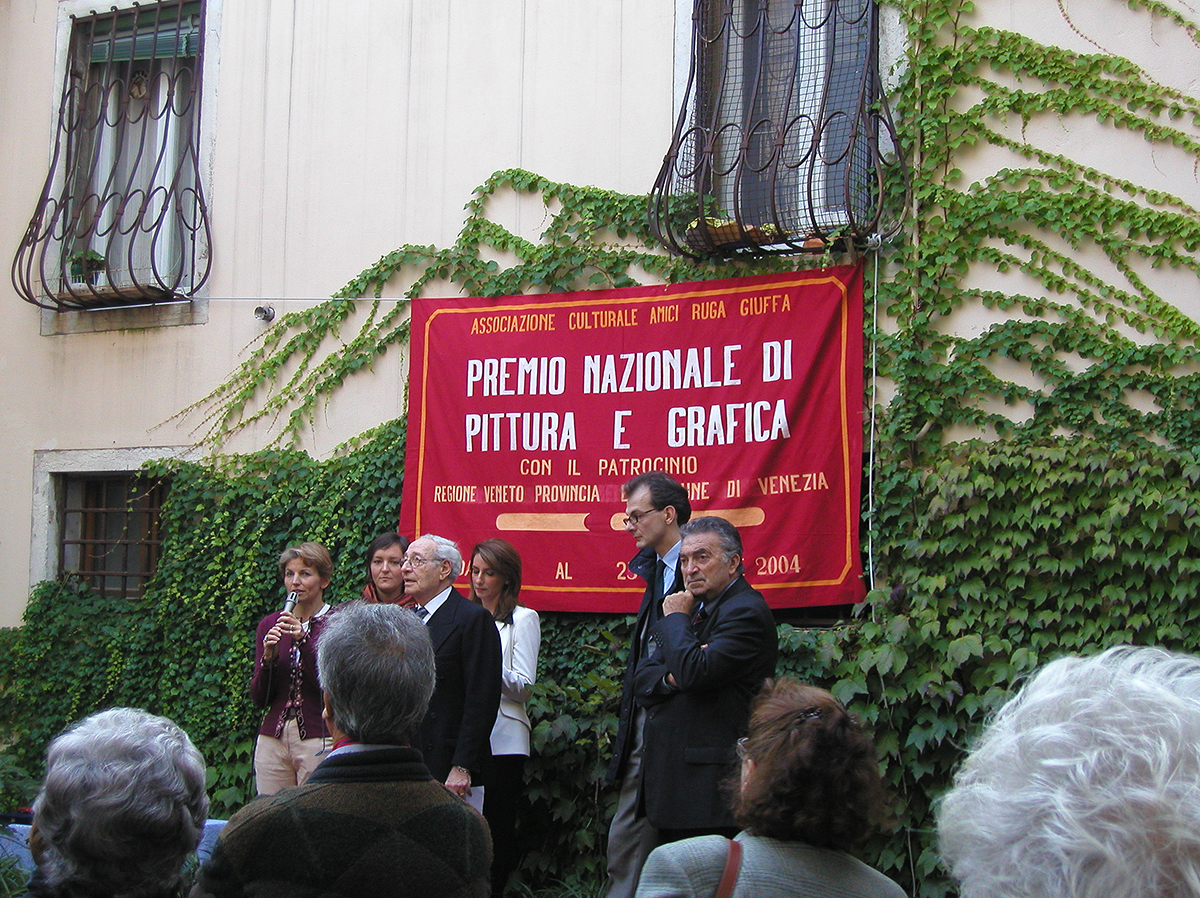 ASSOCIAZIONE CULTURALE AMICI RUGA GIUFFA
PREMIO NAZIONALE DI
PITTURA E GRAFICA
CON IL PATROCINIO
REGIONE VENETO PROVINCIA DI VENEZIA
AL 2004